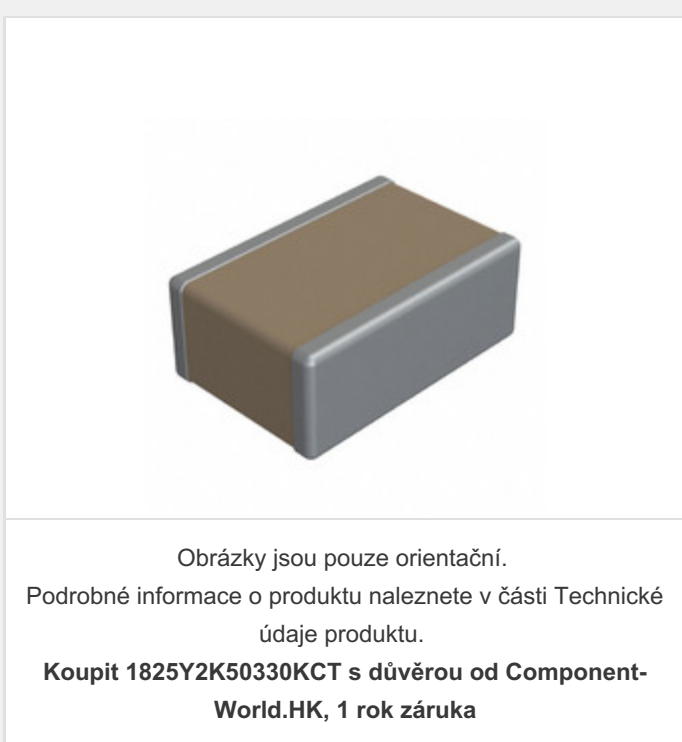 Obrázky jsou pouze orientační.
Podrobné informace o produktu naleznete v části Technické
údaje produktu.
Koupit 1825Y2K50330KCT s důvěrou od Component-
World.HK, 1 rok záruka